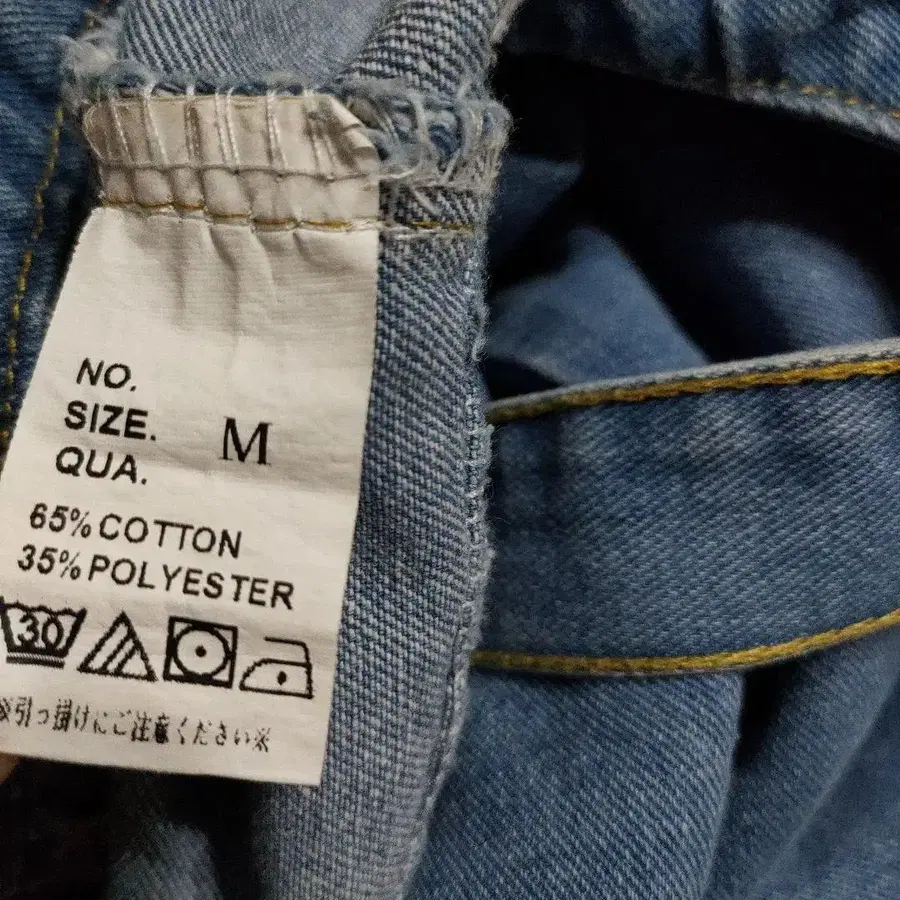 NO.
SIZE. M
QUA.
65% COTTON
35% POLYESTER
30
※引っ掛けにご注意ください※